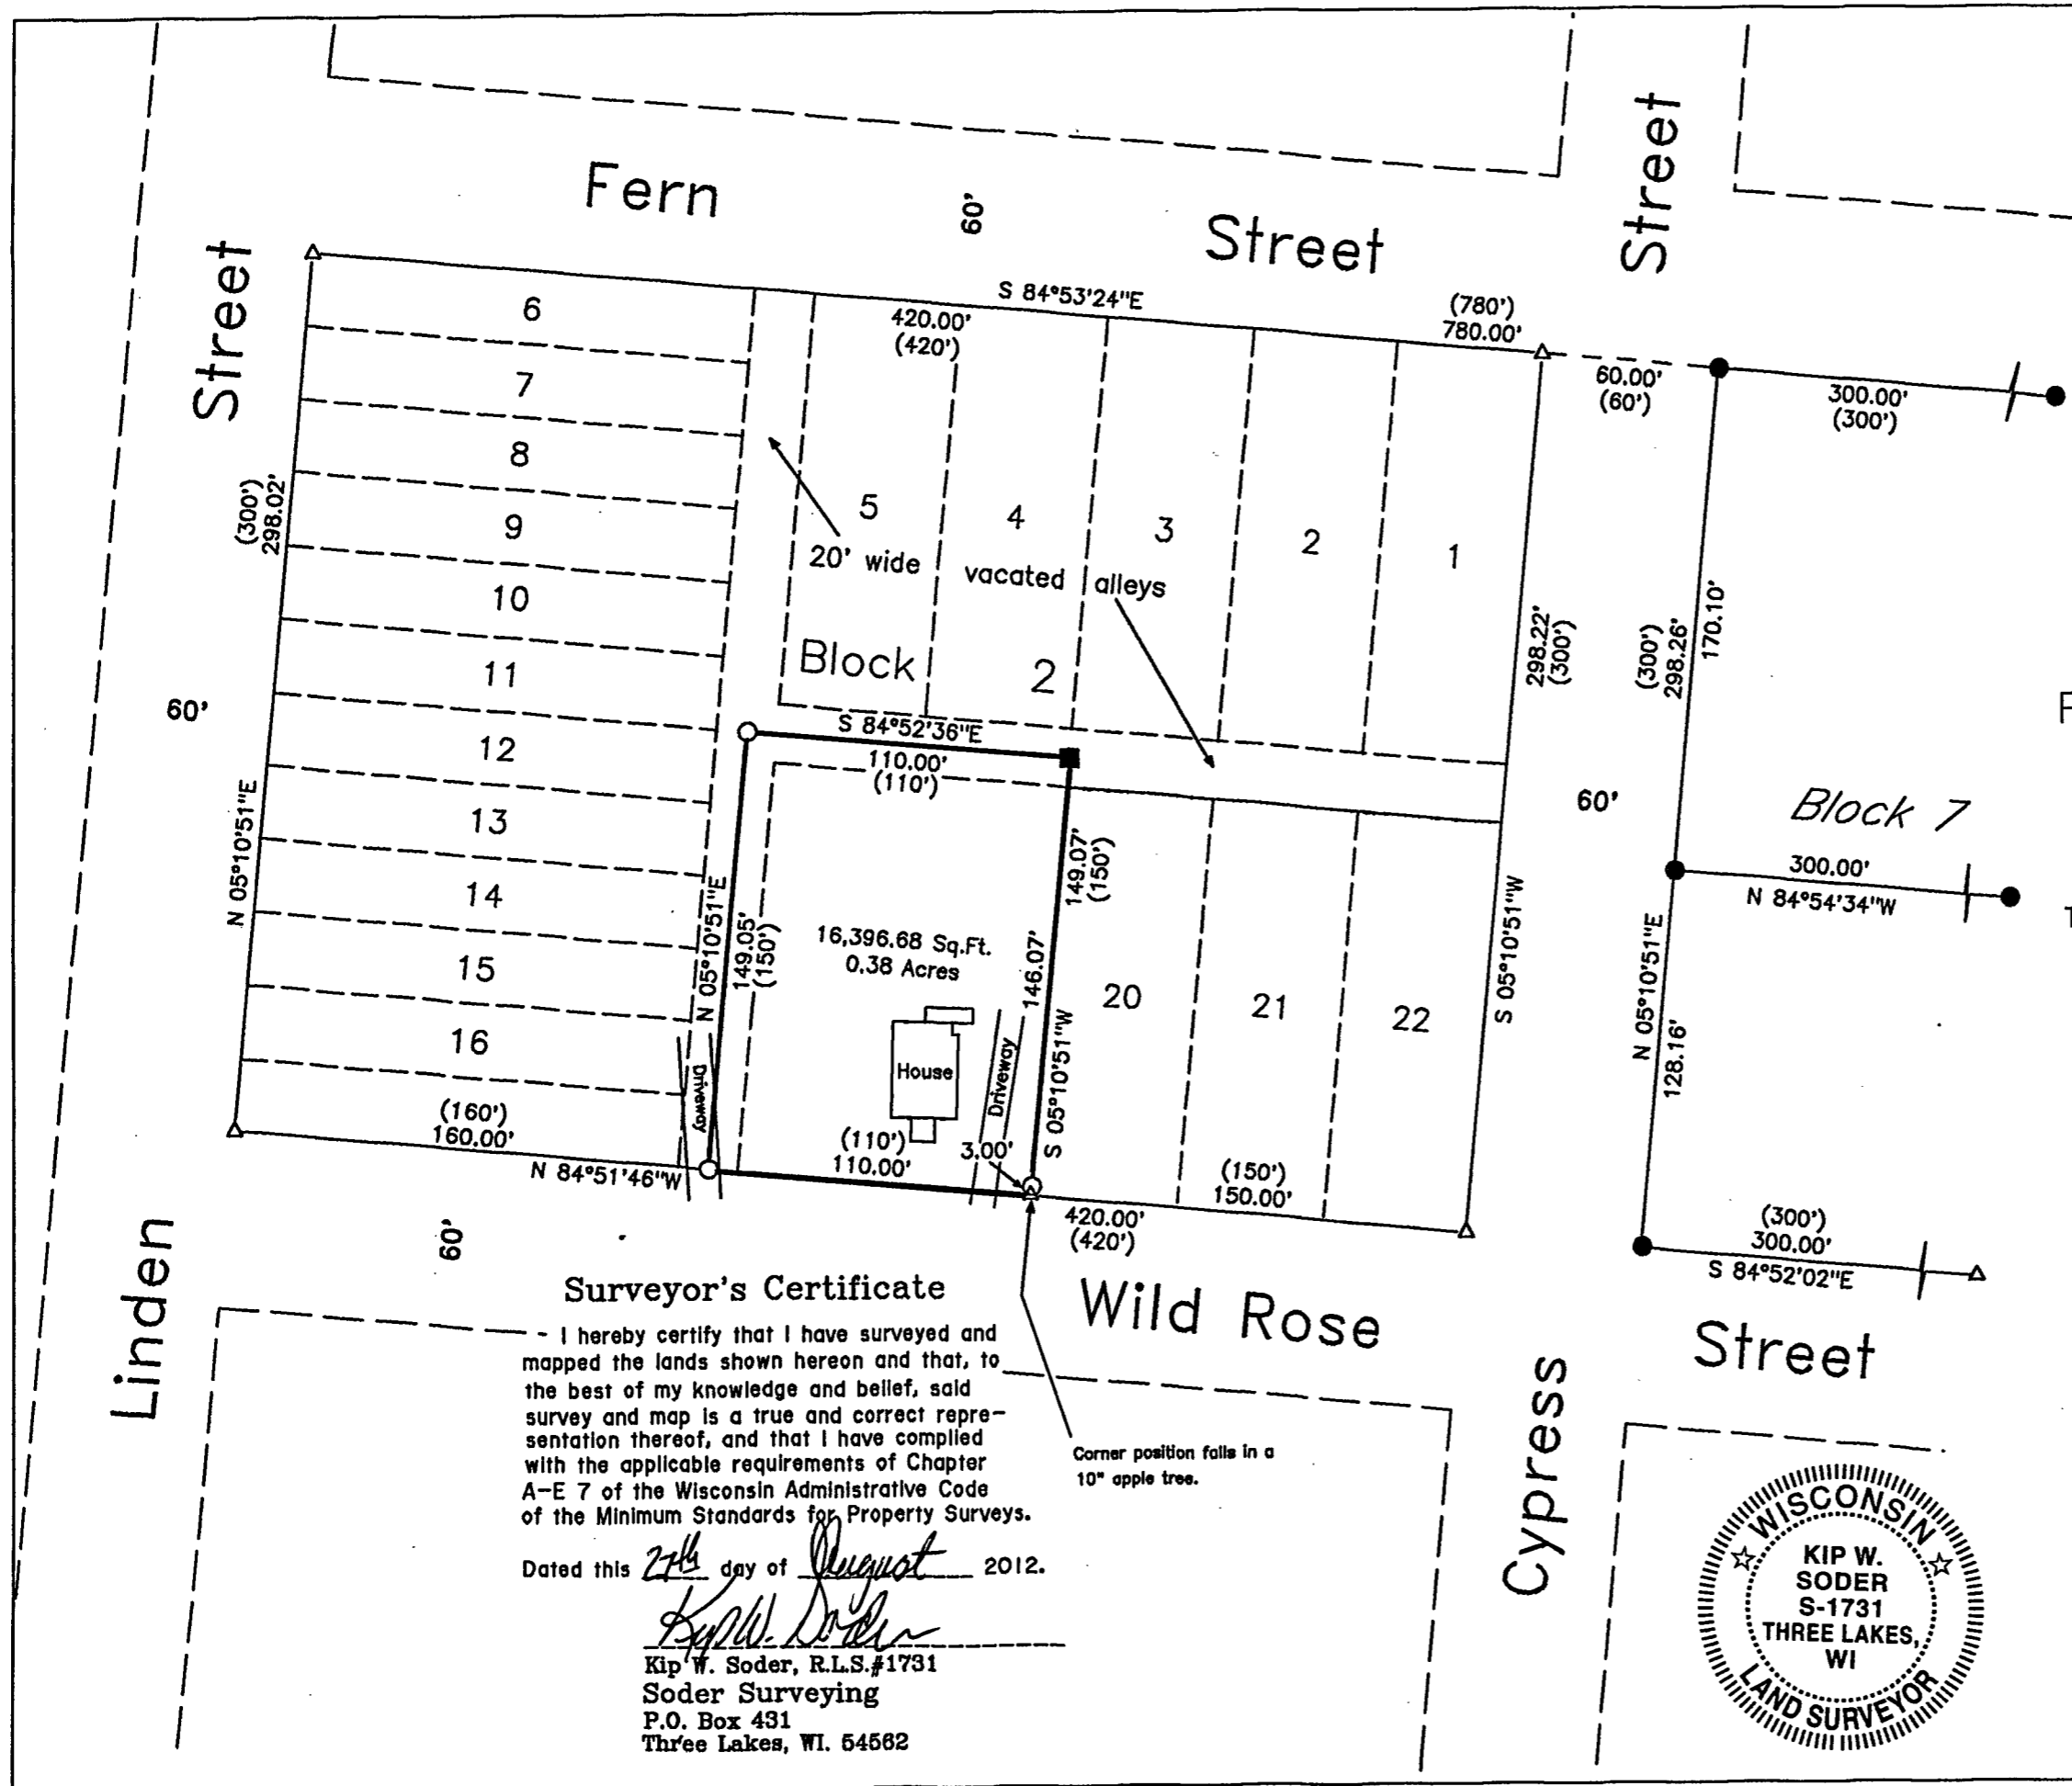 Fern
60'
Street
Street
Street
S 84°53'24"E
420.00'
(420')
(780')
780.00'
60.00'
(60')
300.00'
(300')
6
7
8
9
10
11
12
13
14
15
16
5
4
3
2
1
20' wide
vacated
alleys
Block
2
(300')
298.02'
60'
N 05°10'51"E
298.22'
(300')
(300')
298.26'
170.10'
60'
Block 7
300.00'
N 84°54'34"W
S 84°52'36"E
110.00'
(110')
149.07'
(150')
N 05°10'51"E
149.05'
(150')
16,396.68 Sq.Ft.
0.38 Acres
146.07'
S 05°10'51"W
20
21
22
S 05°10'51"W
N 05°10'51"E
128.16'
House
Driveway
Driveway
3.00'
(160')
160.00'
N 84°51'46"W
(110')
110.00'
(150')
150.00'
420.00'
(420')
(300')
300.00'
S 84°52'02"E
60'
Linden
Wild Rose
Street
Cypress
Surveyor's Certificate
I hereby certify that I have surveyed and
mapped the lands shown hereon and that, to
the best of my knowledge and belief, said
survey and map is a true and correct repre-
sentation thereof, and that I have complied
with the applicable requirements of Chapter
A-E 7 of the Wisconsin Administrative Code
of the Minimum Standards for Property Surveys.
Dated this 27th day of August 2012.
Kip W. Soder
Kip W. Soder, R.L.S.#1731
Soder Surveying
P.O. Box 431
Three Lakes, WI. 54562
Corner position falls in a
10" apple tree.
WISCONSIN
KIP W.
SODER
S-1731
THREE LAKES,
WI
LAND SURVEYOR